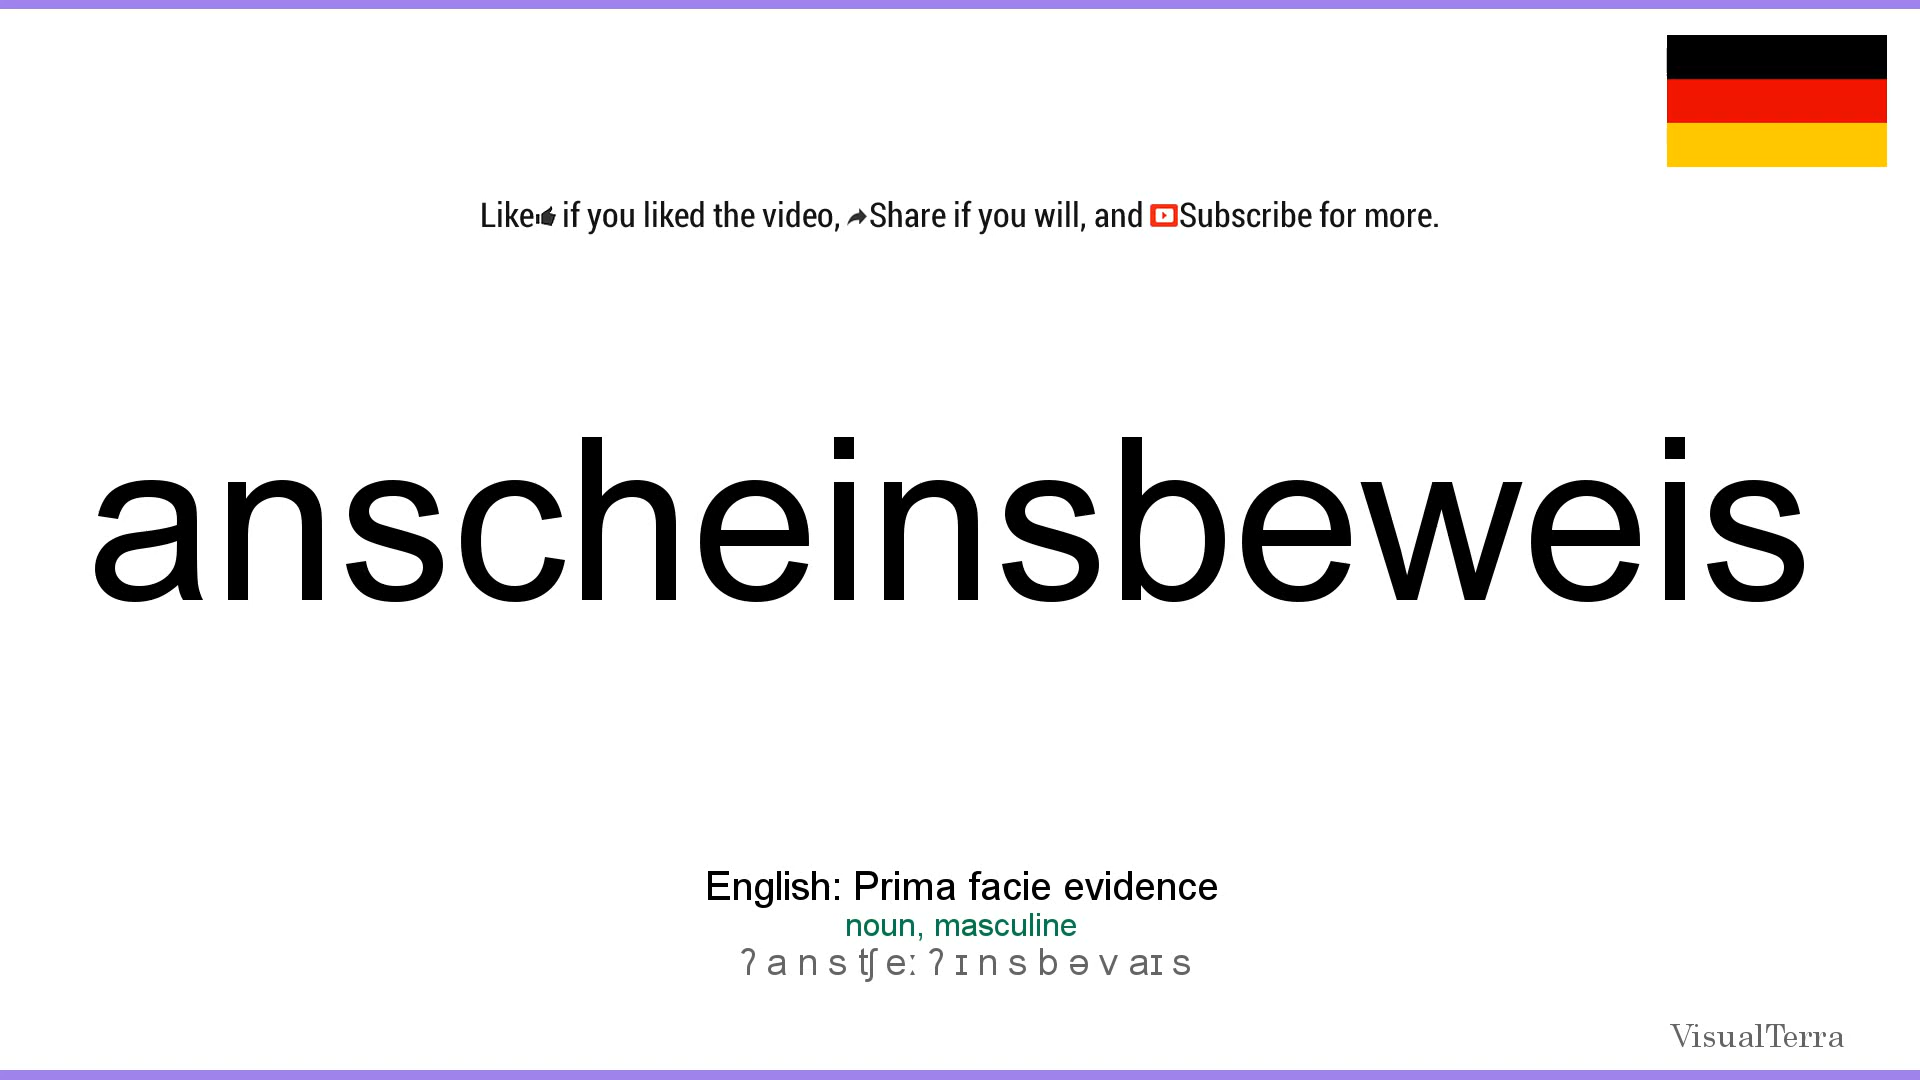 Like if you liked the video, Share if you will, and Subscribe for more.
anscheinsbeweis
English: Prima facie evidence
noun, masculine
ʔ a n s ʧ eː ʔ ɪ n s b ə v aɪ s
VisualTerra